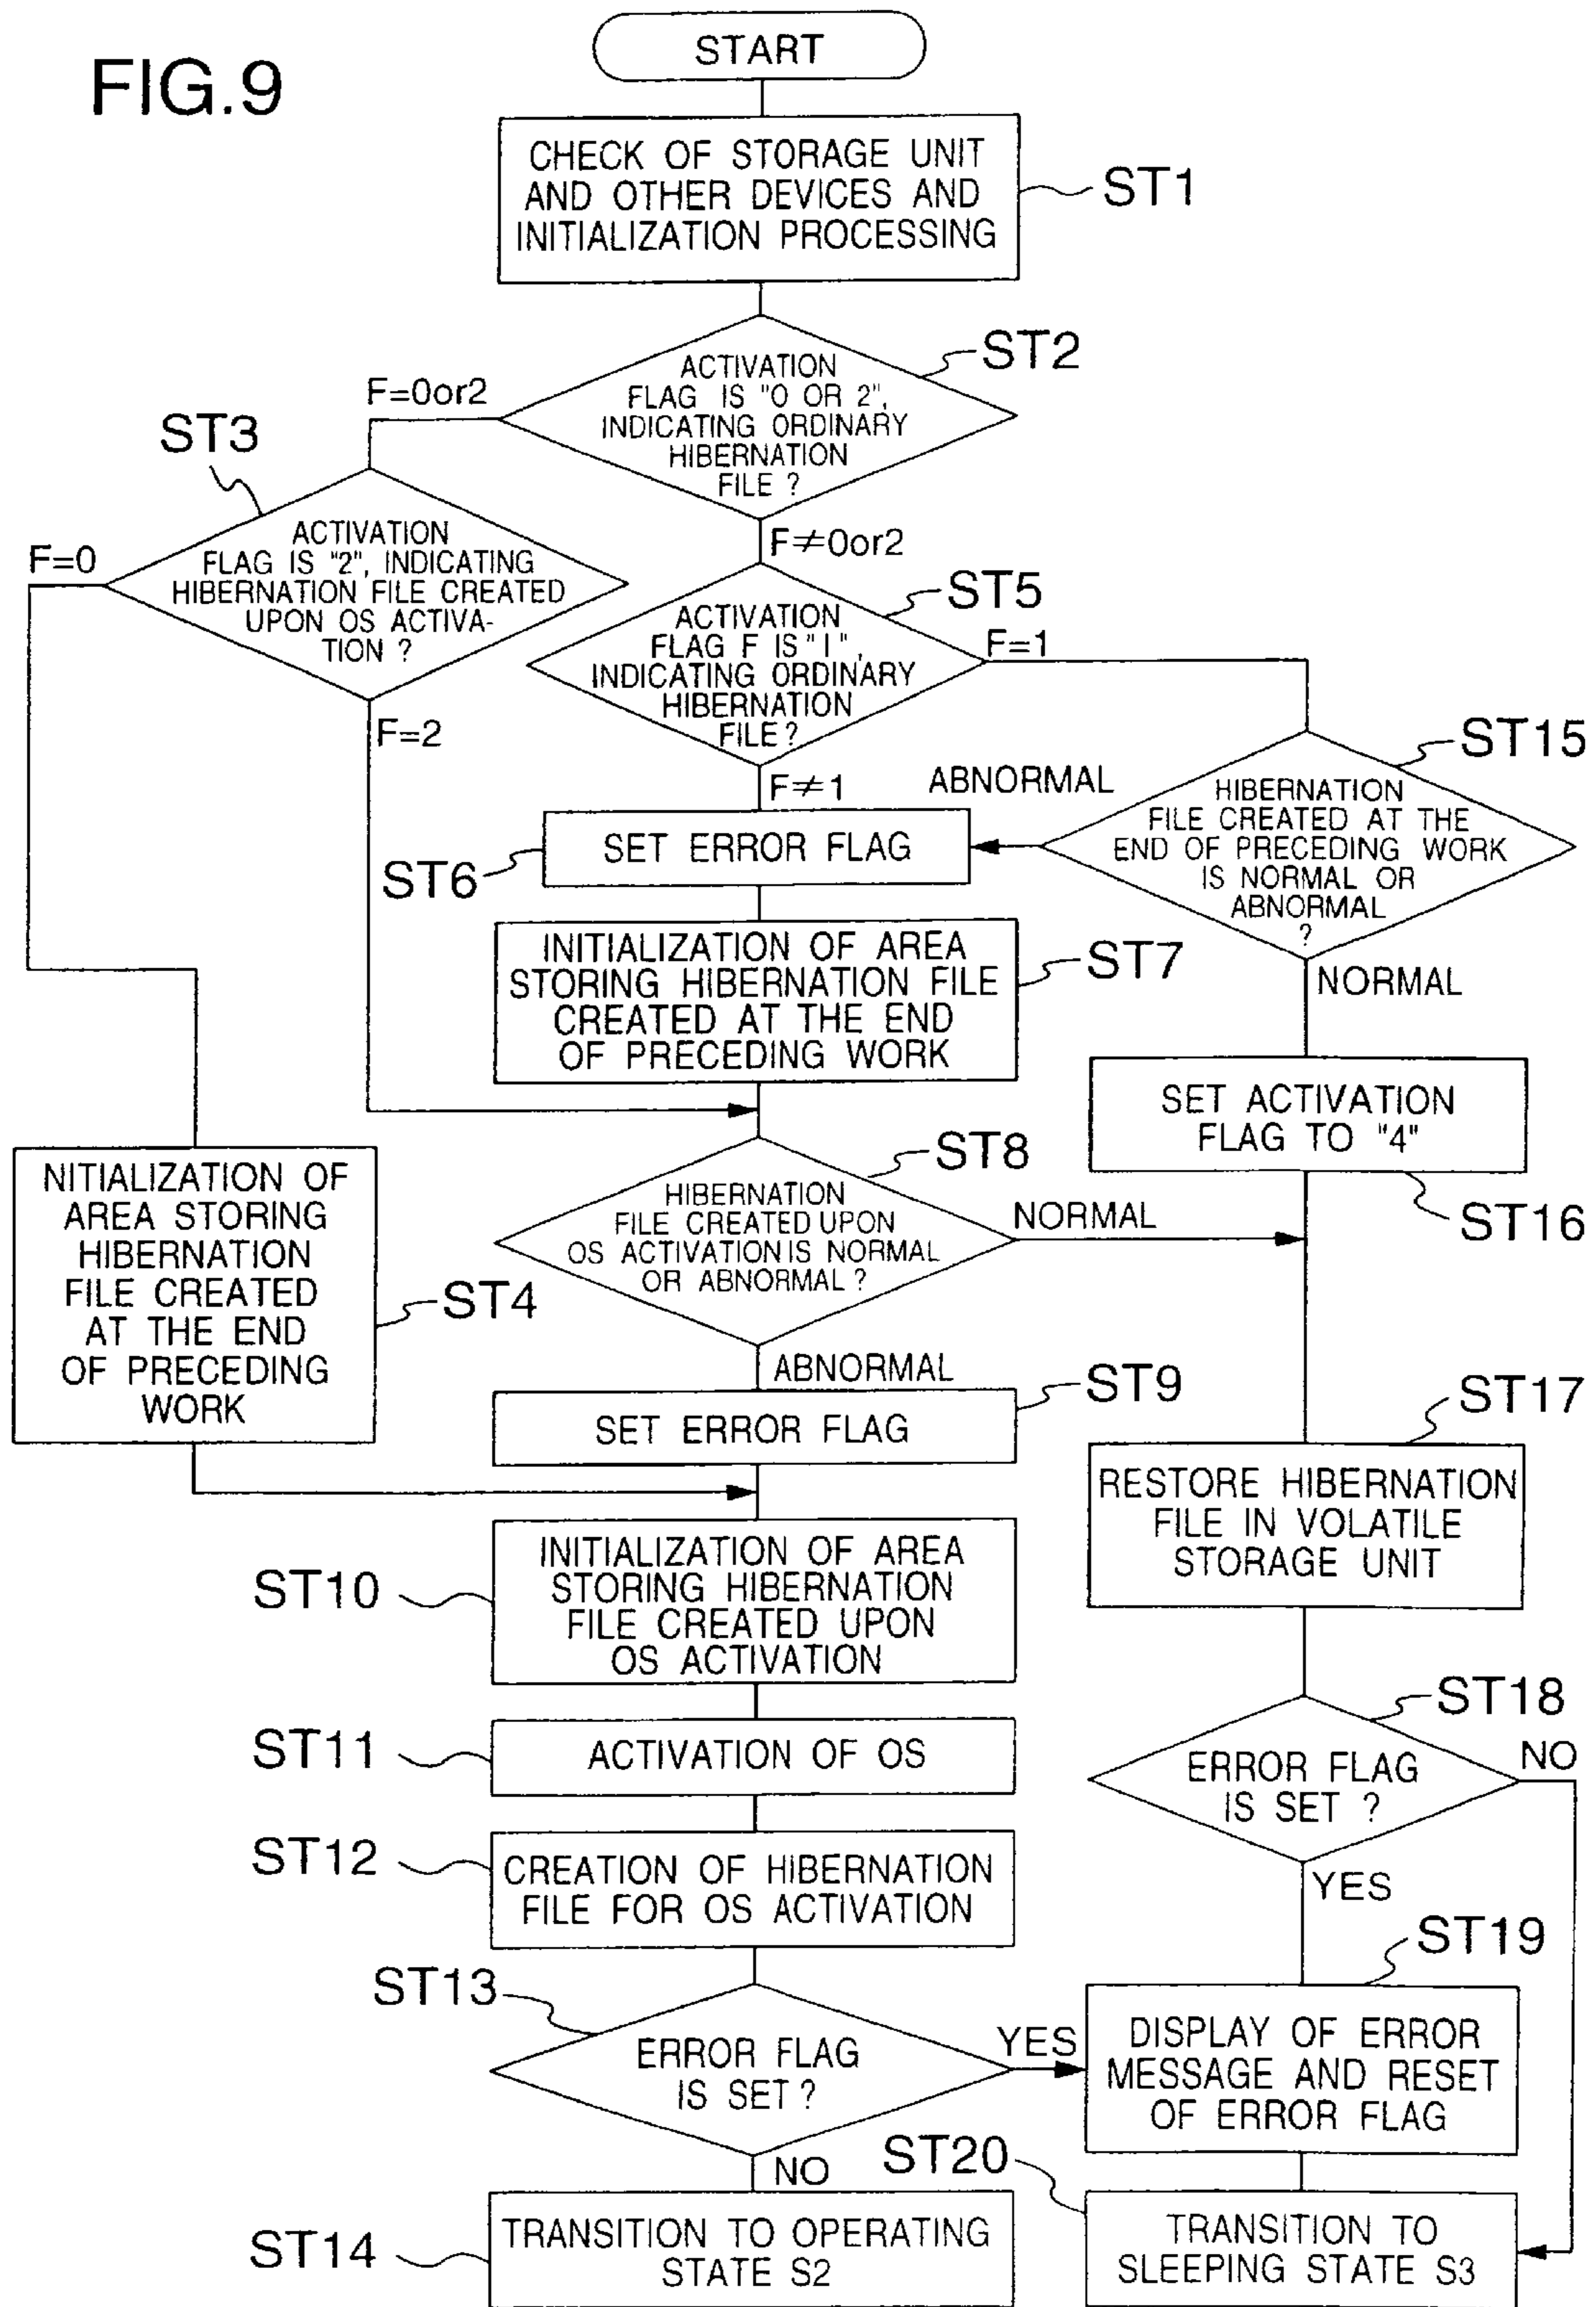 FIG.9
START
CHECK OF STORAGE UNIT
AND OTHER DEVICES AND
INITIALIZATION PROCESSING
ST1
ACTIVATION
FLAG IS "0 OR 2",
INDICATING ORDINARY
HIBERNATION
FILE ?
ST2
F=0or2
F≠0or2
ST3
ACTIVATION
FLAG IS "2", INDICATING
HIBERNATION FILE CREATED
UPON OS ACTIVA-
TION ?
F=0
F=2
ST5
ACTIVATION
FLAG F IS "1",
INDICATING ORDINARY
HIBERNATION
FILE?
F=1
F≠1
ST15
HIBERNATION
FILE CREATED AT THE
END OF PRECEDING WORK
IS NORMAL OR
ABNORMAL
?
ABNORMAL
NORMAL
SET ERROR FLAG
ST6
INITIALIZATION OF AREA
STORING HIBERNATION FILE
CREATED AT THE END
OF PRECEDING WORK
ST7
SET ACTIVATION
FLAG TO "4"
ST16
NITIALIZATION OF
AREA STORING
HIBERNATION
FILE CREATED
AT THE END
OF PRECEDING
WORK
ST4
ST8
HIBERNATION
FILE CREATED UPON
OS ACTIVATION IS NORMAL
OR ABNORMAL ?
NORMAL
ABNORMAL
SET ERROR FLAG
ST9
ST17
RESTORE HIBERNATION
FILE IN VOLATILE
STORAGE UNIT
ST10
INITIALIZATION OF AREA
STORING HIBERNATION
FILE CREATED UPON
OS ACTIVATION
ST11
ACTIVATION OF OS
ST18
ERROR FLAG
IS SET ?
NO
YES
ST12
CREATION OF HIBERNATION
FILE FOR OS ACTIVATION
ST13
ERROR FLAG
IS SET ?
YES
NO
ST19
DISPLAY OF ERROR
MESSAGE AND RESET
OF ERROR FLAG
ST14
TRANSITION TO OPERATING
STATE S2
ST20
TRANSITION TO
SLEEPING STATE S3